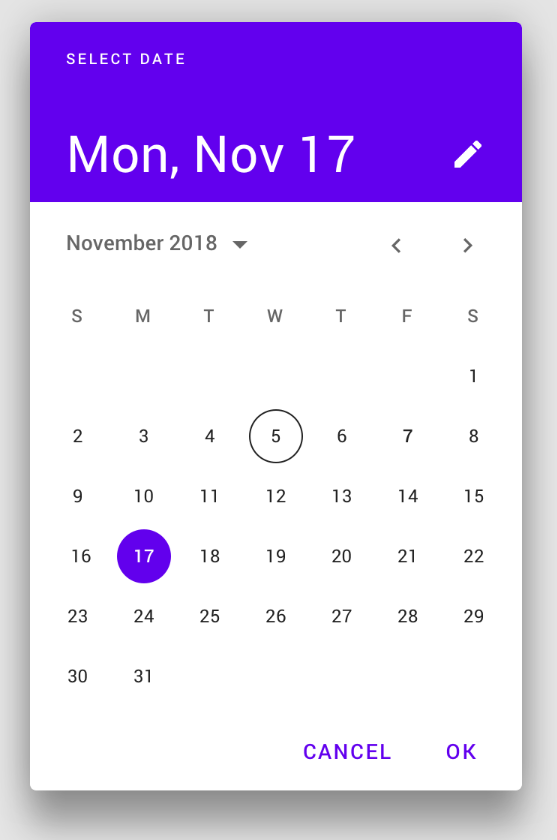 SELECT DATE
Mon, Nov 17
November 2018
S M T W T F S
1
2 3 4 5 6 7 8
9 10 11 12 13 14 15
16 17 18 19 20 21 22
23 24 25 26 27 28 29
30 31
CANCEL OK